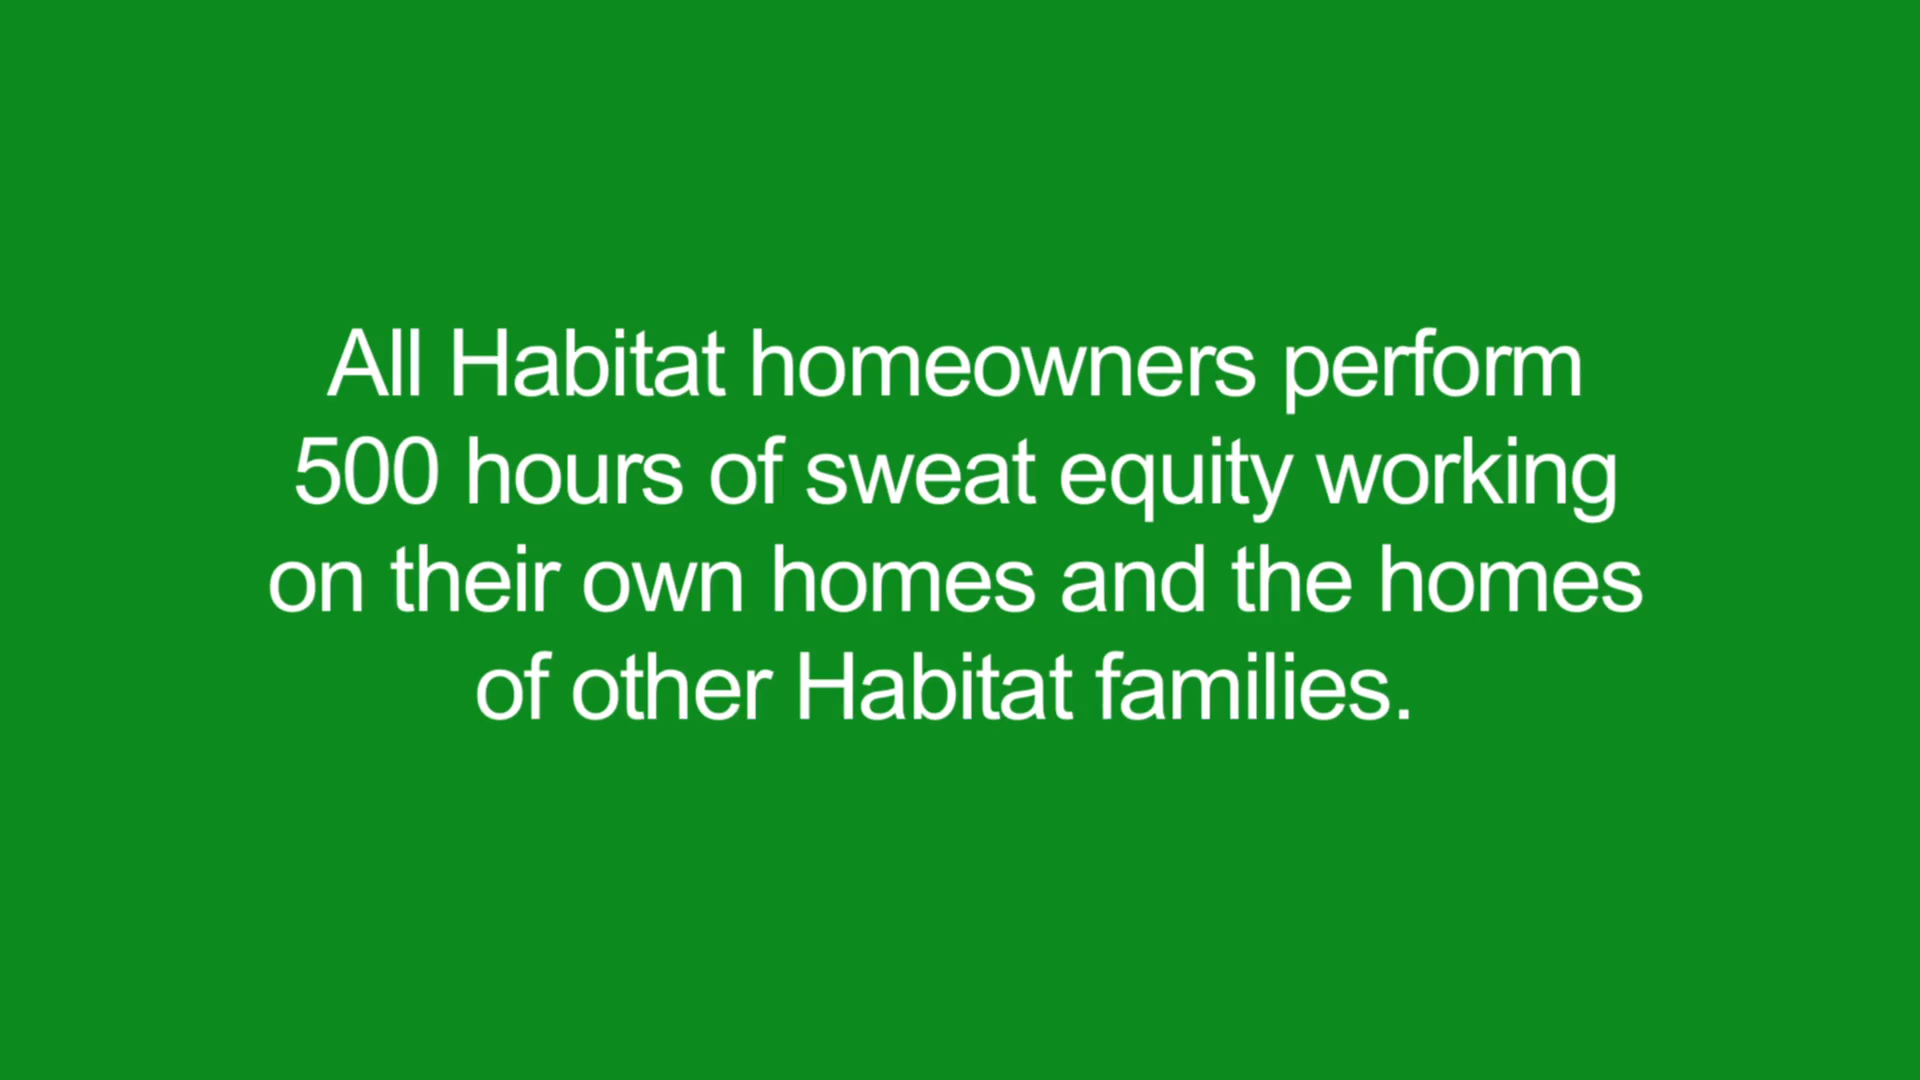 All Habitat homeowners perform
500 hours of sweat equity working
on their own homes and the homes
of other Habitat families.